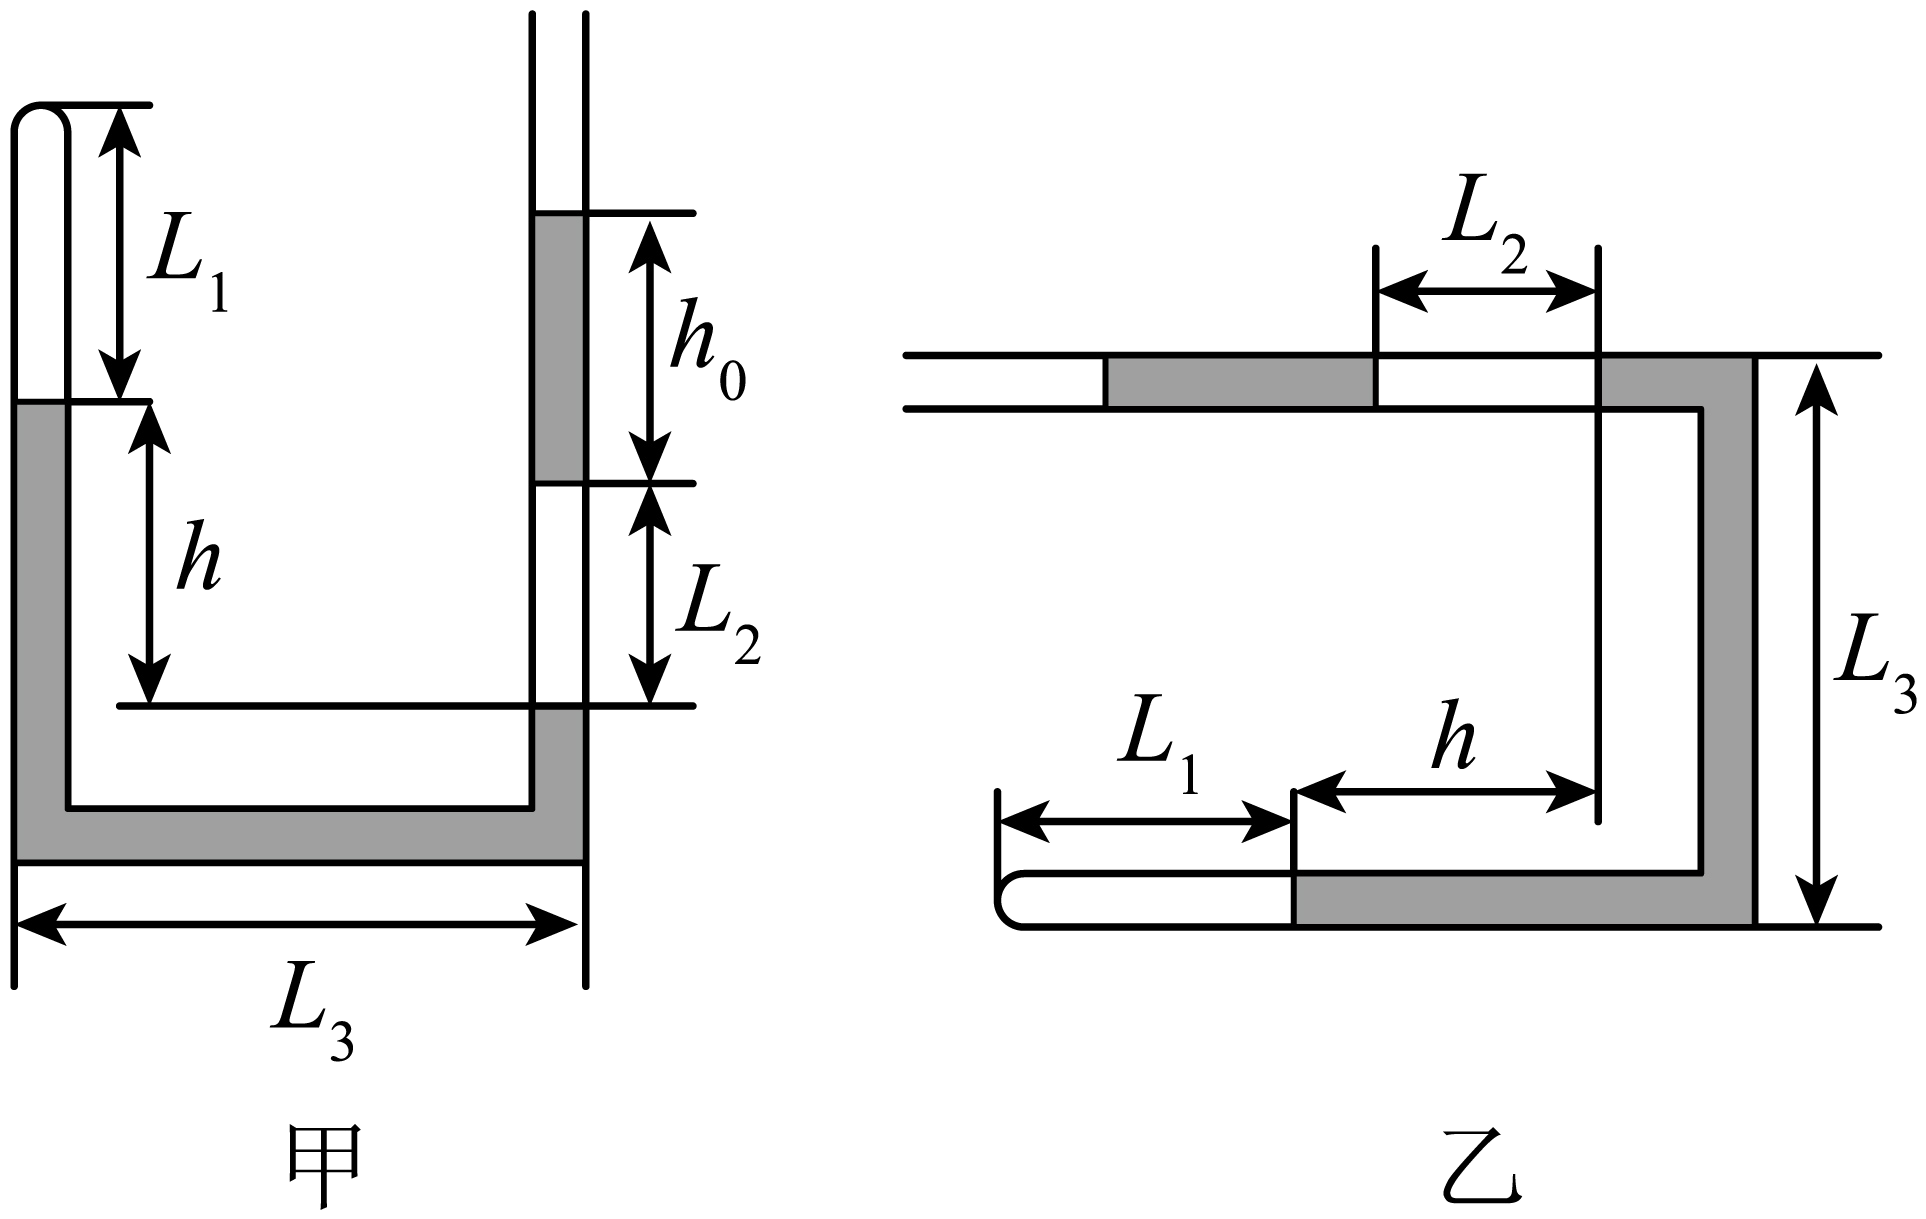 L₁
h
h₀
L₂
L₃
甲
L₂
L₁
h
L₃
乙